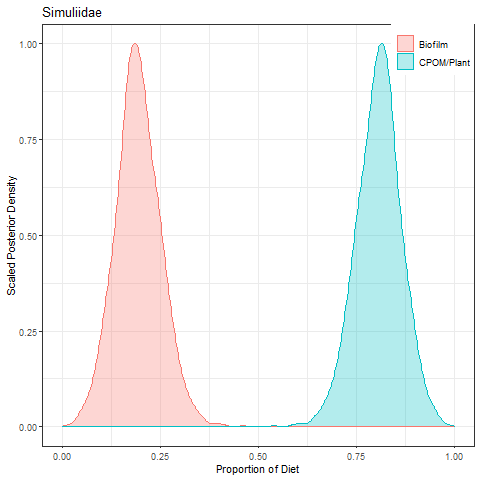 Simuliidae
Biofilm
CPOM/Plant
1.00
0.75
0.50
0.25
0.00
Scaled Posterior Density
0.00 0.25 0.50 0.75 1.00
Proportion of Diet